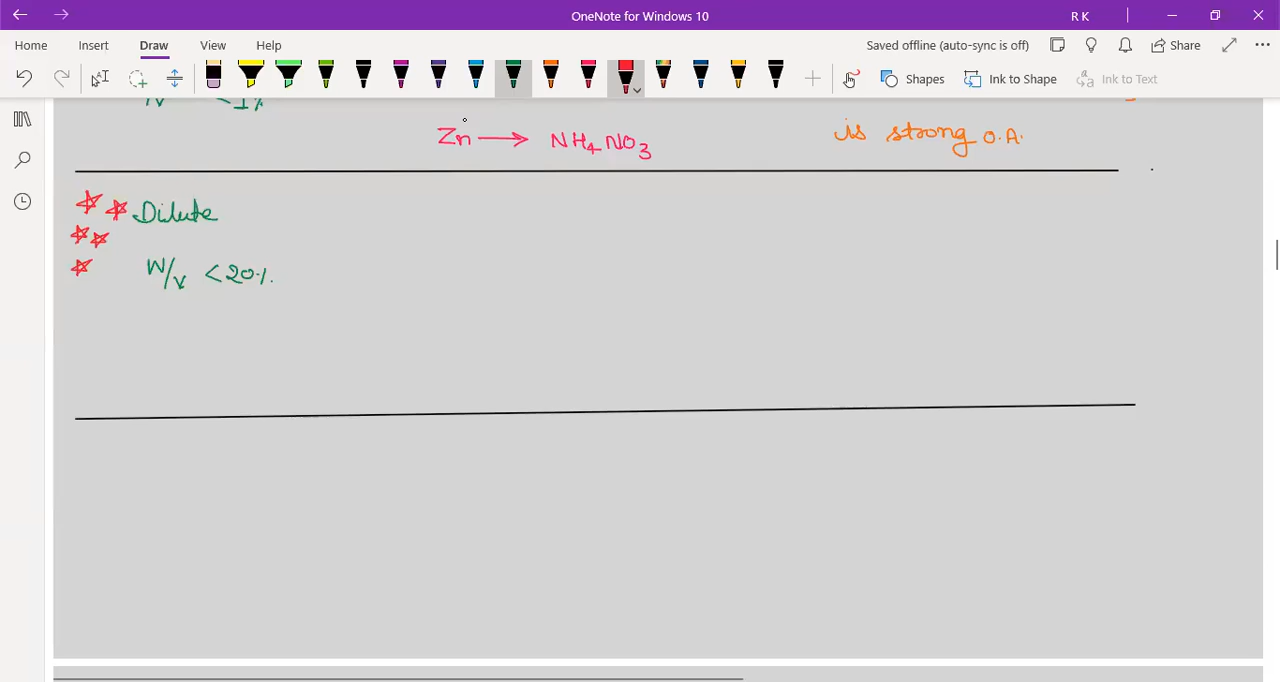 OneNote for Windows 10
R K
Home Insert Draw View Help
Saved offline (auto-sync is off) Share
Shapes Ink to Shape Ink to Text
<1%
Zn → NH4NO3
is strong O.A.
Dilute
W/V <20%